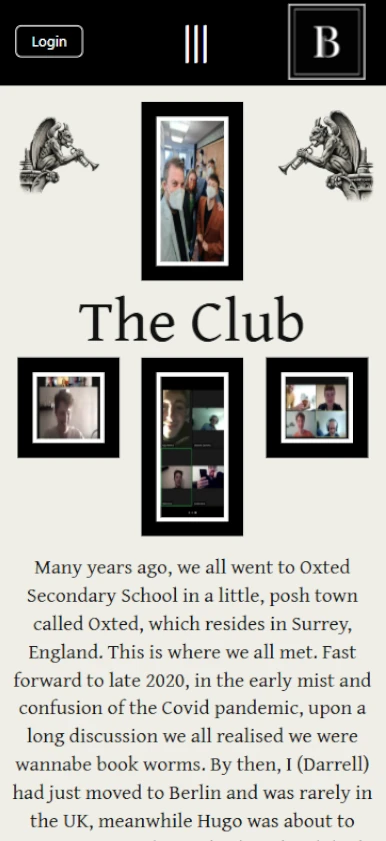 Login
B
The Club
Many years ago, we all went to Oxted
Secondary School in a little, posh town
called Oxted, which resides in Surrey,
England. This is where we all met. Fast
forward to late 2020, in the early mist and
confusion of the Covid pandemic, upon a
long discussion we all realised we were
wannabe book worms. By then, I (Darrell)
had just moved to Berlin and was rarely in
the UK, meanwhile Hugo was about to